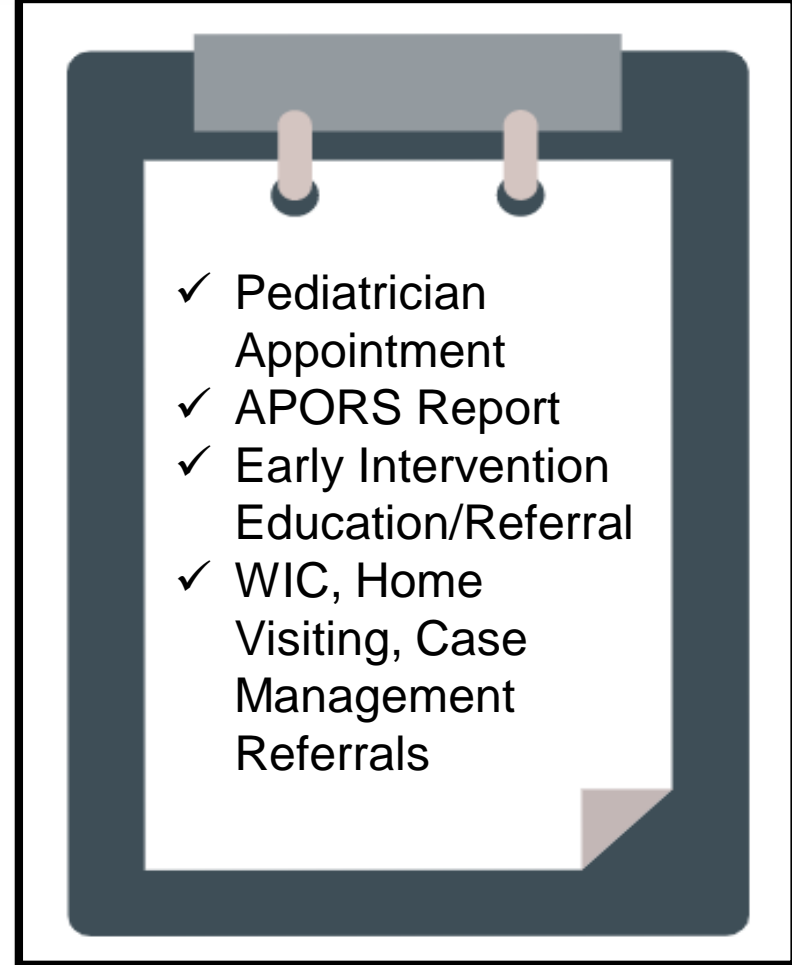 ✓ Pediatrician
Appointment
✓ APORS Report
✓ Early Intervention
Education/Referral
✓ WIC, Home
Visiting, Case
Management
Referrals